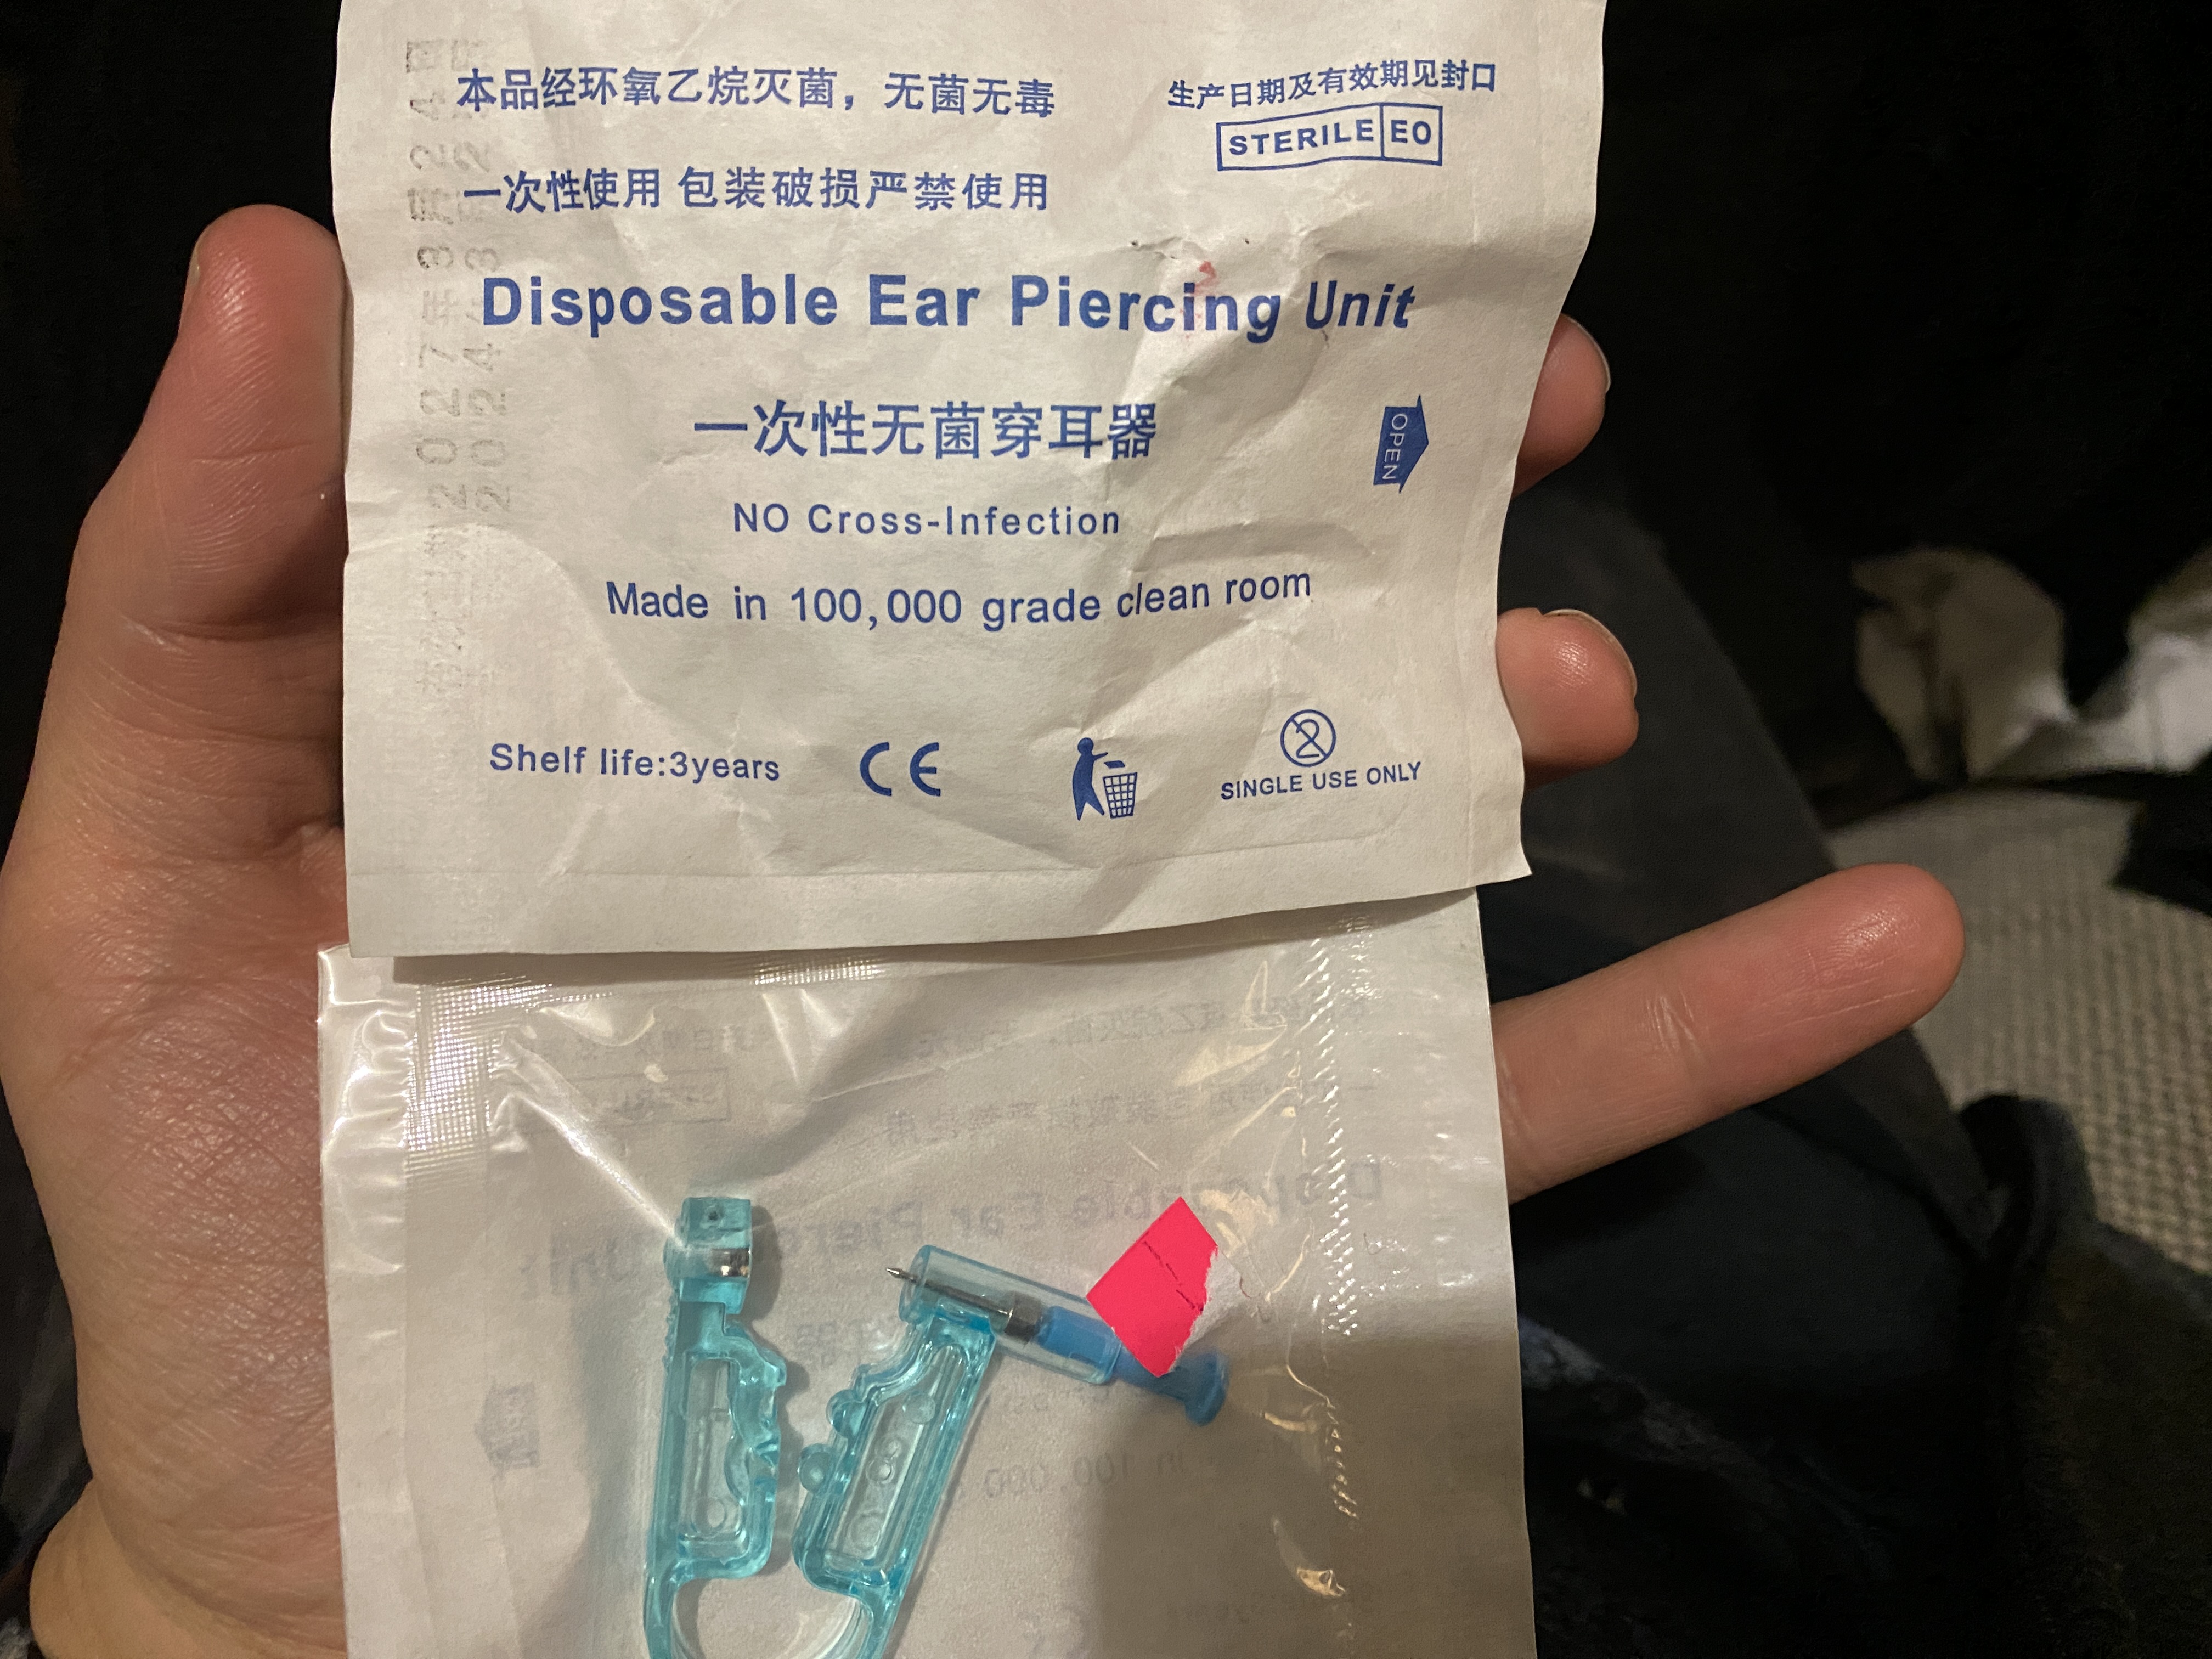 本品经环氧乙烷灭菌，无菌无毒
生产日期及有效期见封口
STERILE EO
一次性使用 包装破损严禁使用
Disposable Ear Piercing Unit
一次性无菌穿耳器
OPEN
NO Cross-Infection
Made in 100,000 grade clean room
Shelf life:3years
CE
2
SINGLE USE ONLY